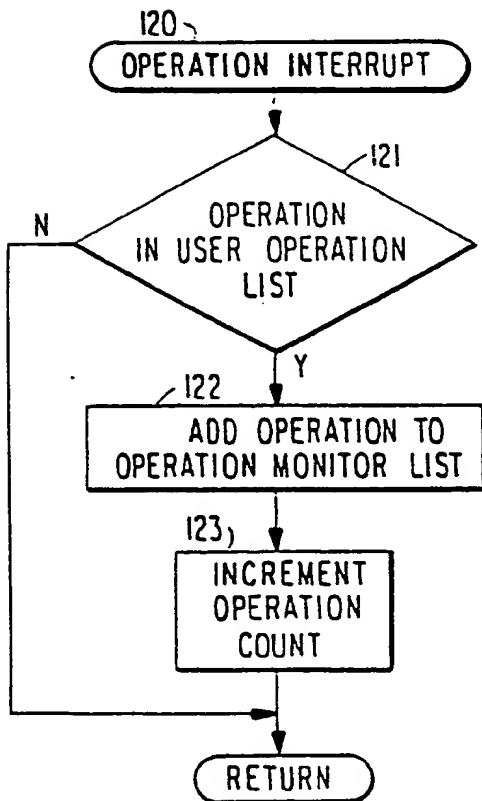 120
OPERATION INTERRUPT
121
OPERATION
IN USER OPERATION
LIST
N
Y
122
ADD OPERATION TO
OPERATION MONITOR LIST
123
INCREMENT
OPERATION
COUNT
RETURN